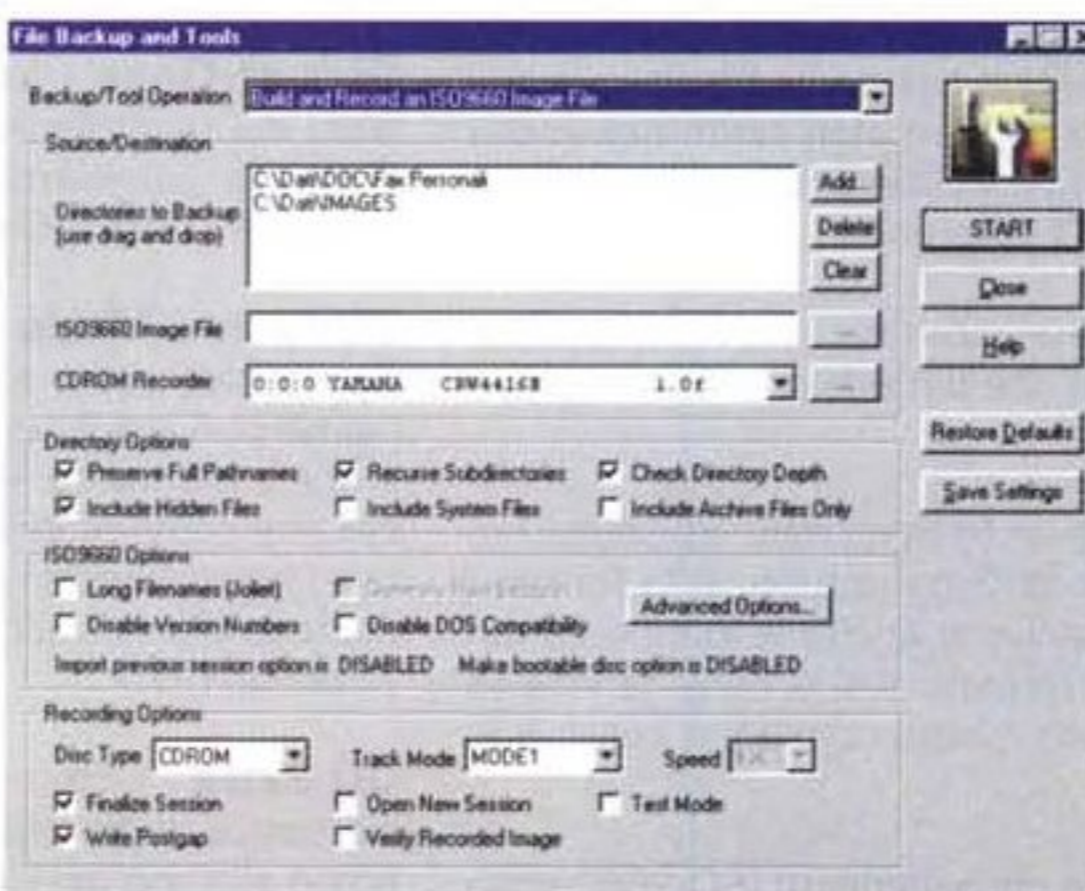 File Backup and Tools
Backup/Tool Operation Build and Record an ISO9660 Image File
Source/Destination
Directories to Backup
(use drag and drop)
C:\Dati\DOC\Fax Personali
C:\Dati\IMAGES
Add...
Delete
Clear
START
Close
Help
ISO9660 Image File ...
CDROM Recorder 0:0:0 YAMAHA CRW4416S 1.0f ...
Restore Defaults
Save Settings
Directory Options
Preserve Full Pathnames Recurse Subdirectories Check Directory Depth
Include Hidden Files Include System Files Include Archive Files Only
ISO9660 Options
Long Filenames (Joliet)
Disable Version Numbers Disable DOS Compatibility
Advanced Options...
Import previous session option is DISABLED Make bootable disc option is DISABLED
Recording Options
Disc Type CDROM Track Mode MODE1 Speed
Finalize Session Open New Session Test Mode
Write Postgap Verify Recorded Image